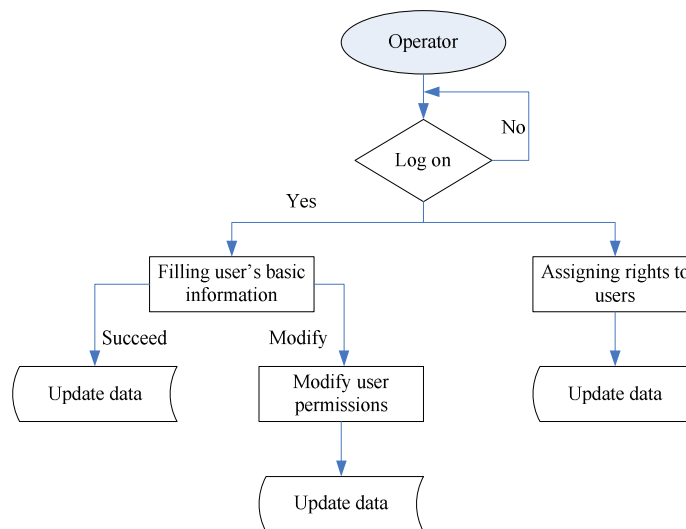 Operator
No
Log on
Yes
Filling user's basic
information
Assigning rights to
users
Succeed
Modify
Update data
Modify user
permissions
Update data
Update data